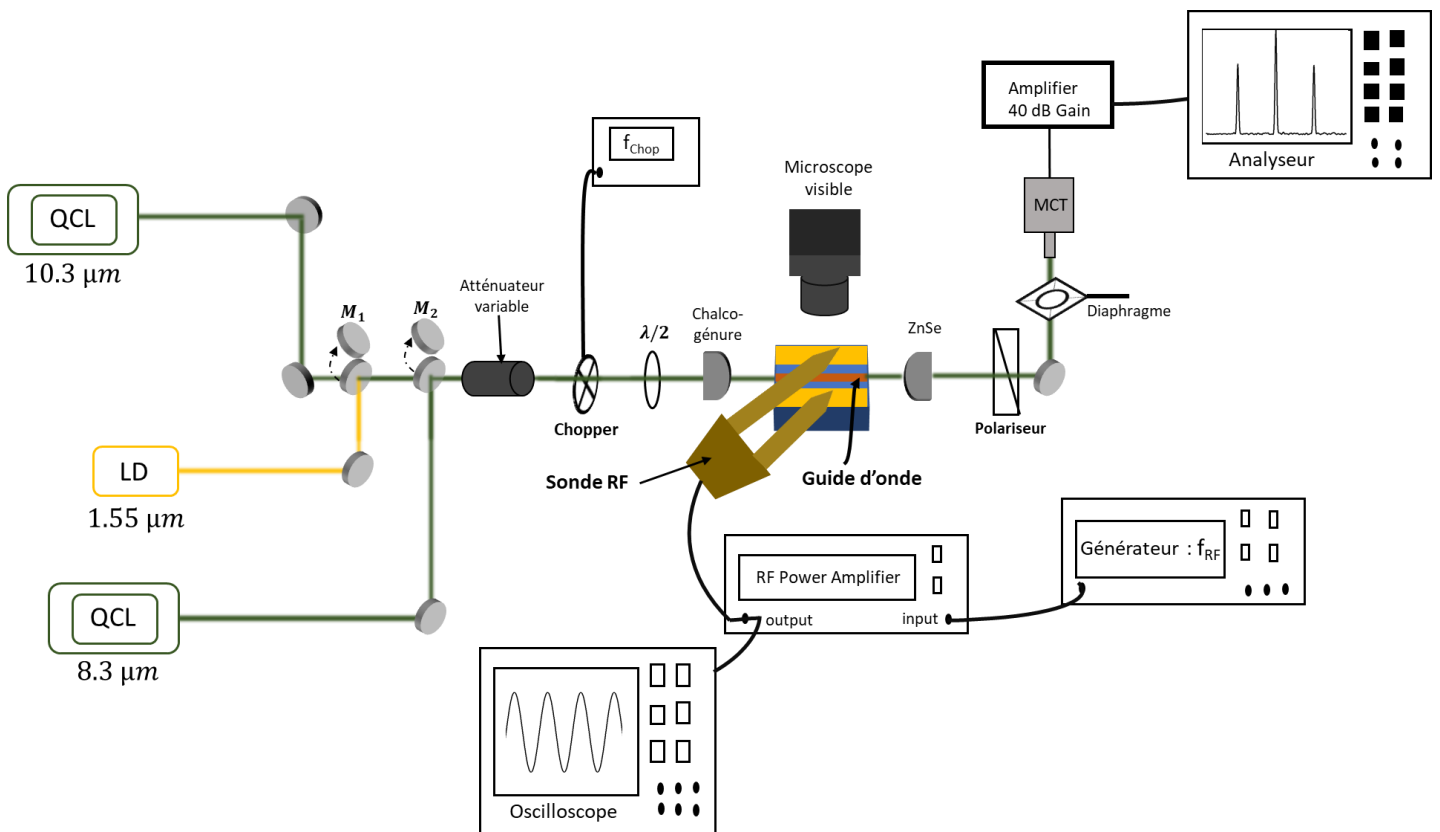 QCL
10.3 μm
LD
1.55 μm
QCL
8.3 μm
M₁
M₂
Atténuateur
variable
f_Chop
Chopper
λ/2
Chalco-
génure
Microscope
visible
ZnSe
Sonde RF
Guide d’onde
Polariseur
Diaphragme
MCT
Amplifier
40 dB Gain
Analyseur
RF Power Amplifier
output
input
Générateur : f_RF
Oscilloscope